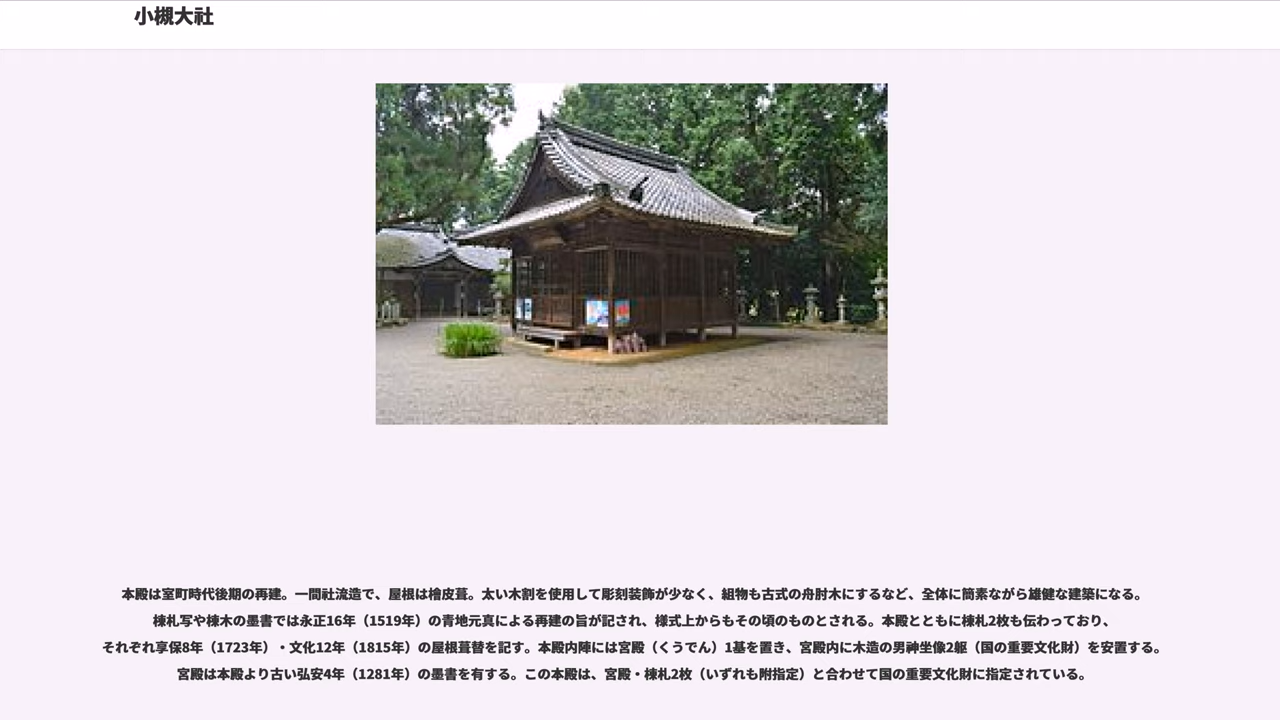 小槻大社
本殿は室町時代後期の再建。一間社流造で、屋根は檜皮葺。太い木割を使用して彫刻装飾が少なく、組物も古式の舟肘木にするなど、全体に簡素ながら雄健な建築になる。
棟札写や棟木の墨書では永正16年（1519年）の青地元真による再建の旨が記され、様式上からもその頃のものとされる。本殿とともに棟札2枚も伝わっており、
それぞれ享保8年（1723年）・文化12年（1815年）の屋根葺替を記す。本殿内陣には宮殿（くうでん）1基を置き、宮殿内に木造の男神坐像2躯（国の重要文化財）を安置する。
宮殿は本殿より古い弘安4年（1281年）の墨書を有する。この本殿は、宮殿・棟札2枚（いずれも附指定）と合わせて国の重要文化財に指定されている。